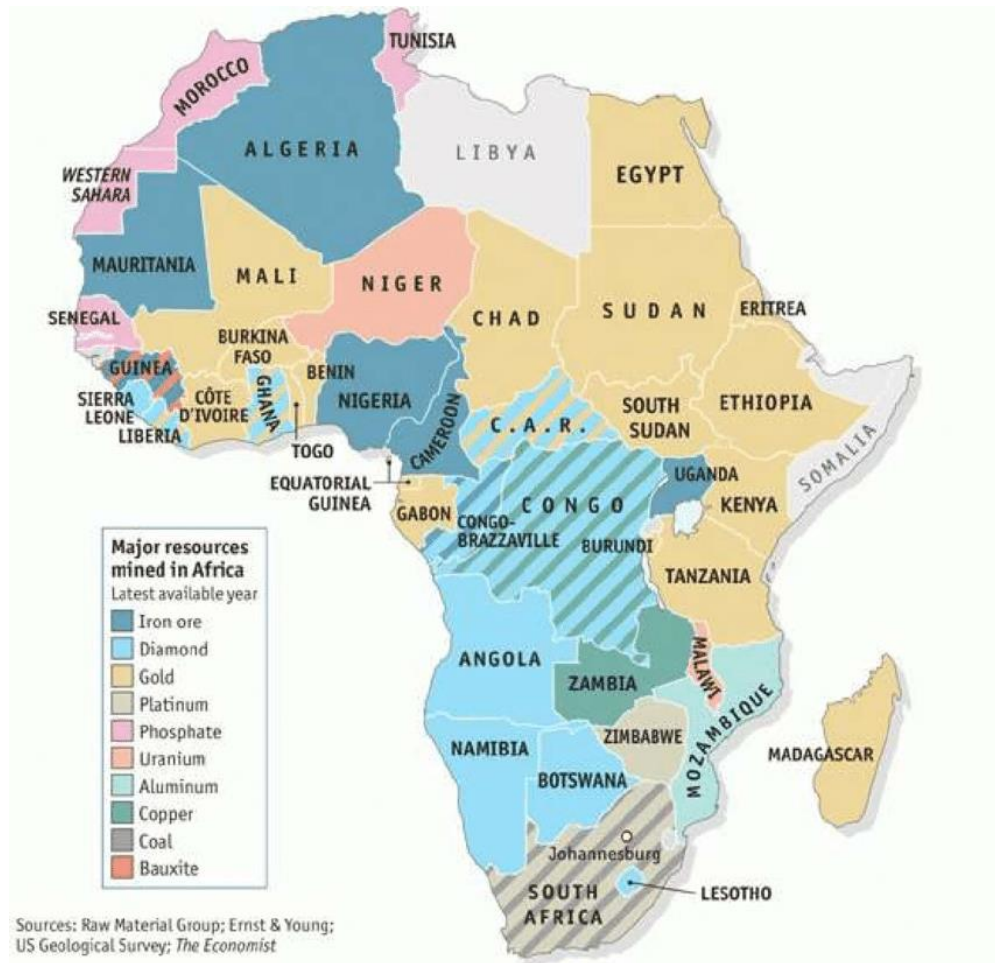 TUNISIA
MOROCCO
ALGERIA
LIBYA
EGYPT
WESTERN
SAHARA
MAURITANIA
MALI
NIGER
CHAD
SUDAN
ERITREA
SENEGAL
BURKINA
FASO
BENIN
GUINEA
SIERRA
LEONE
LIBERIA
CÔTE
D'IVOIRE
GHANA
TOGO
NIGERIA
CAMEROON
C.A.R.
SOUTH
SUDAN
ETHIOPIA
SOMALIA
EQUATORIAL
GUINEA
GABON
CONGO-
BRAZZAVILLE
CONGO
UGANDA
KENYA
BURUNDI
TANZANIA
ANGOLA
ZAMBIA
MALAWI
MOZAMBIQUE
ZIMBABWE
MADAGASCAR
NAMIBIA
BOTSWANA
Johannesburg
SOUTH
AFRICA
LESOTHO
Major resources
mined in Africa
Latest available year
Iron ore
Diamond
Gold
Platinum
Phosphate
Uranium
Aluminum
Copper
Coal
Bauxite
Sources: Raw Material Group; Ernst & Young;
US Geological Survey; The Economist